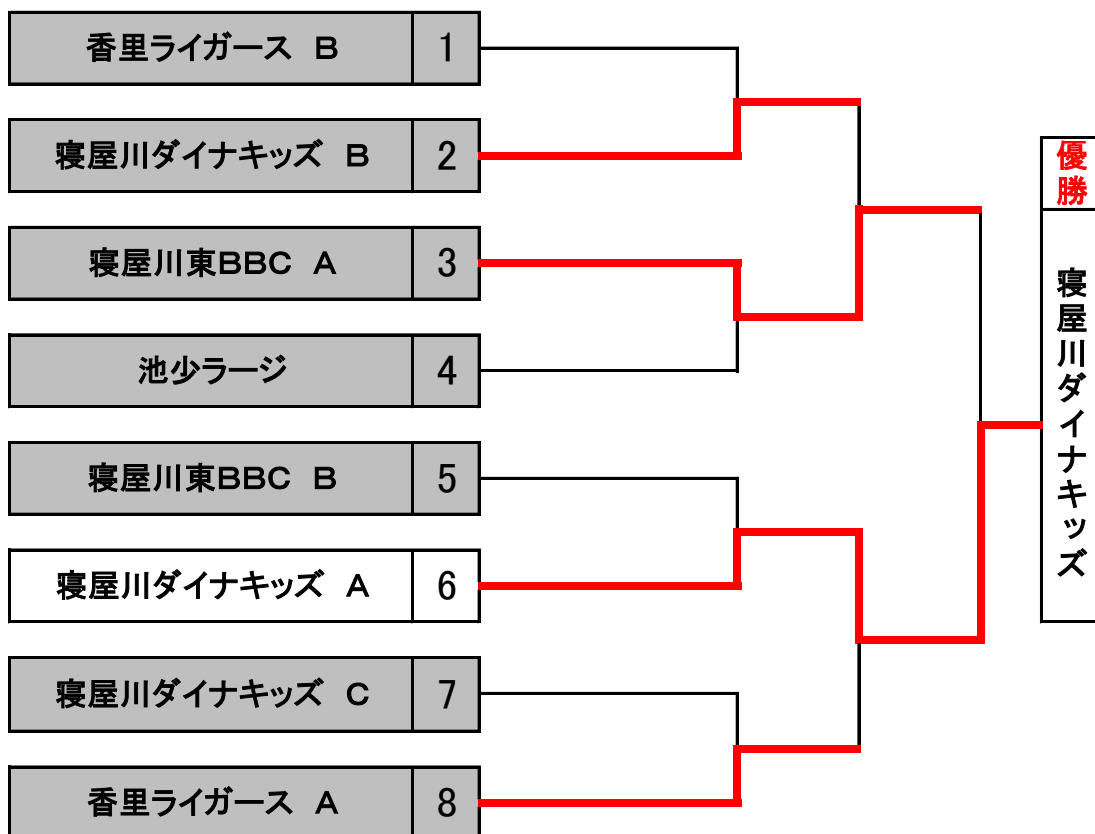 香里ライガース Ｂ 1
寝屋川ダイナキッズ Ｂ 2
寝屋川東ＢＢＣ Ａ 3
池少ラージ 4
寝屋川東ＢＢＣ Ｂ 5
寝屋川ダイナキッズ Ａ 6
寝屋川ダイナキッズ Ｃ 7
香里ライガース Ａ 8
優勝
寝屋川ダイナキッズ